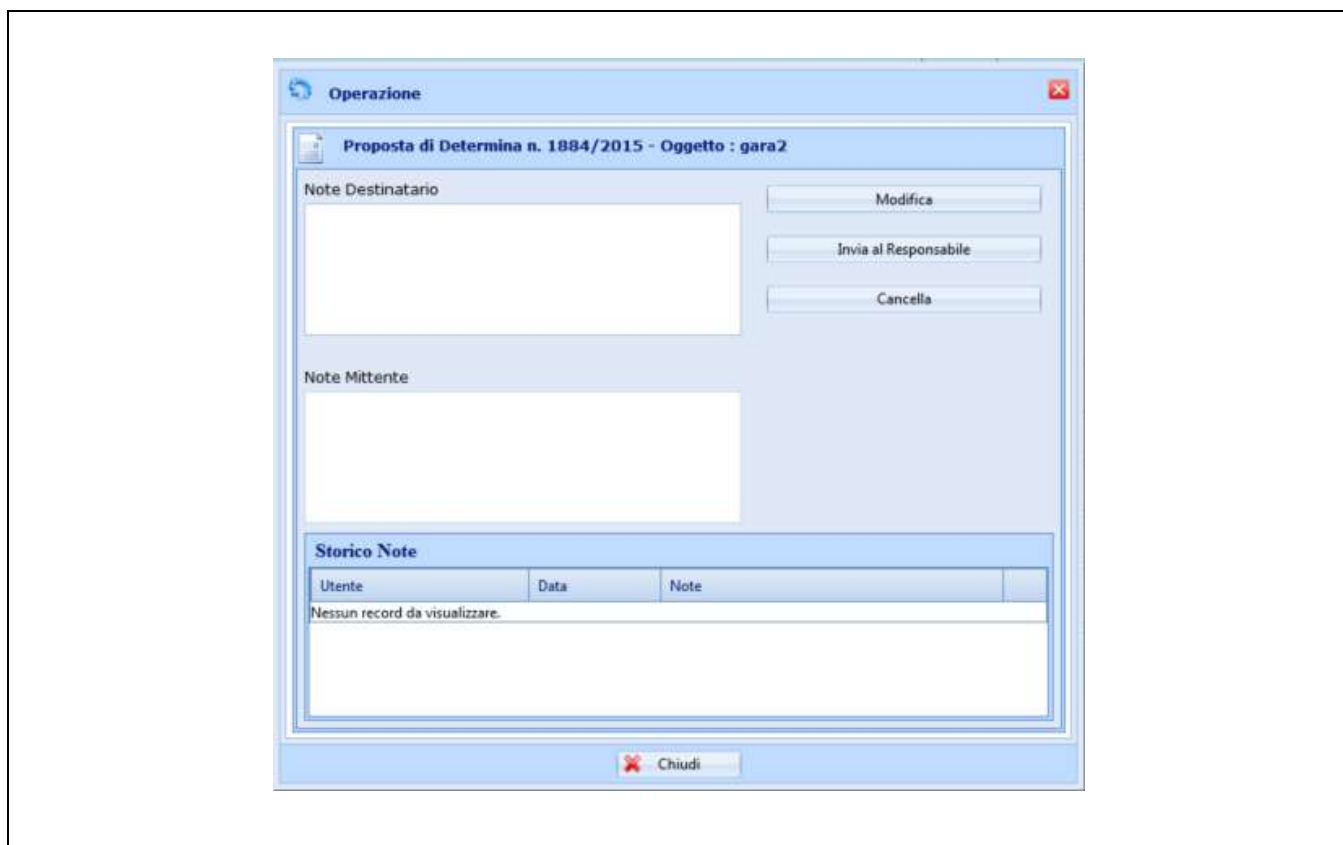 Operazione
Proposta di Determina n. 1884/2015 - Oggetto : gara2
Note Destinatario
Modifica
Invia al Responsabile
Cancella
Note Mittente
Storico Note
Utente Data Note
Nessun record da visualizzare.
Chiudi